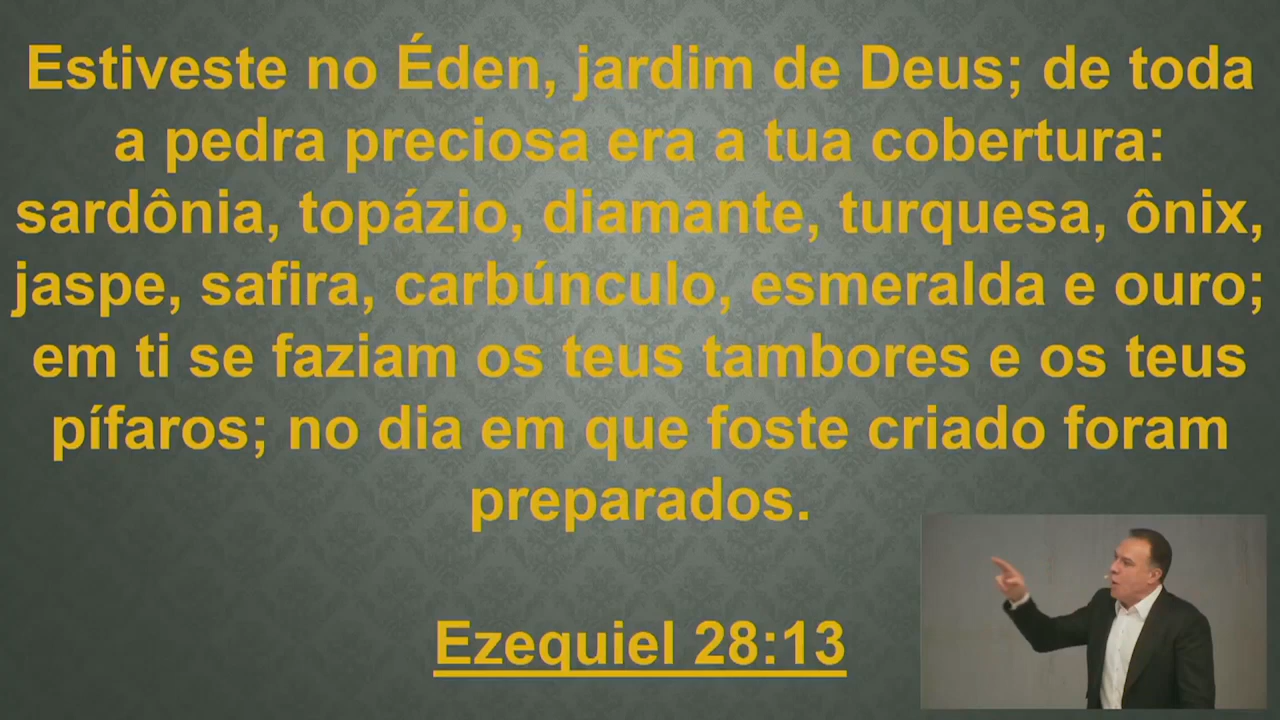 Estiveste no Éden, jardim de Deus; de toda
a pedra preciosa era a tua cobertura:
sardônia, topázio, diamante, turquesa, ônix,
jaspe, safira, carbúnculo, esmeralda e ouro;
em ti se faziam os teus tambores e os teus
pífaros; no dia em que foste criado foram
preparados.
Ezequiel 28:13